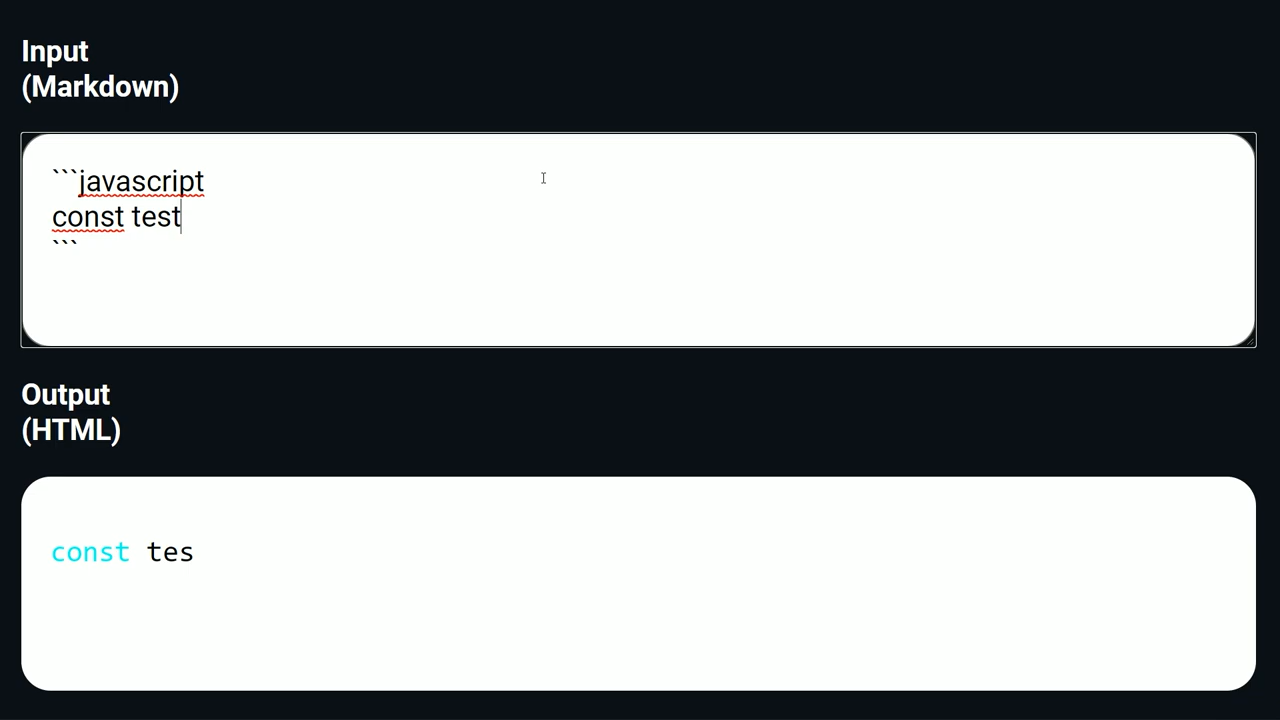 Input
(Markdown)
```javascript
const test
```
Output
(HTML)
const tes